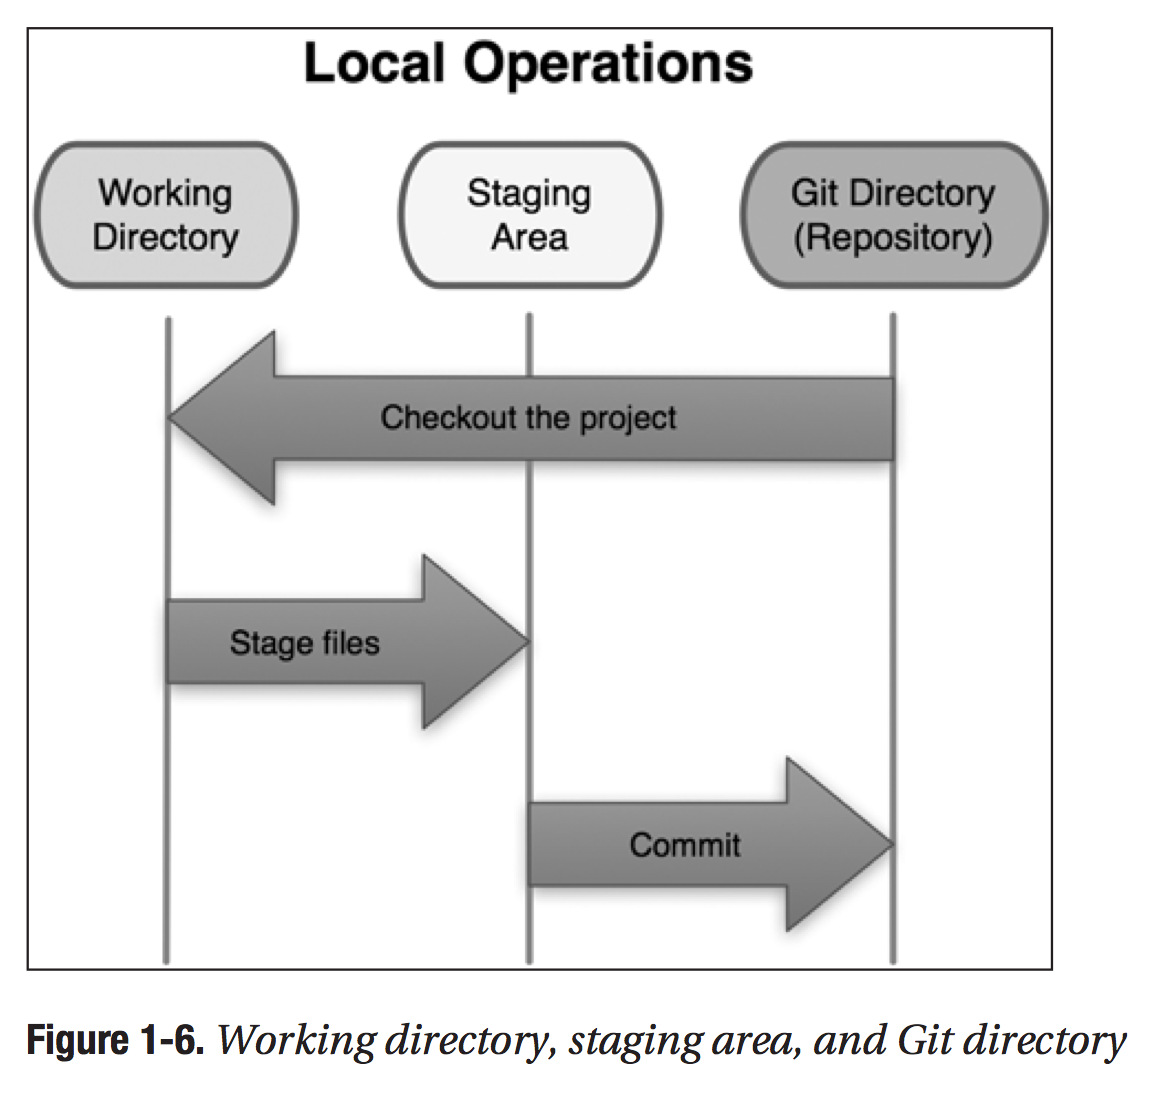 Local Operations
Working
Directory
Staging
Area
Git Directory
(Repository)
Checkout the project
Stage files
Commit
Figure 1-6. Working directory, staging area, and Git directory